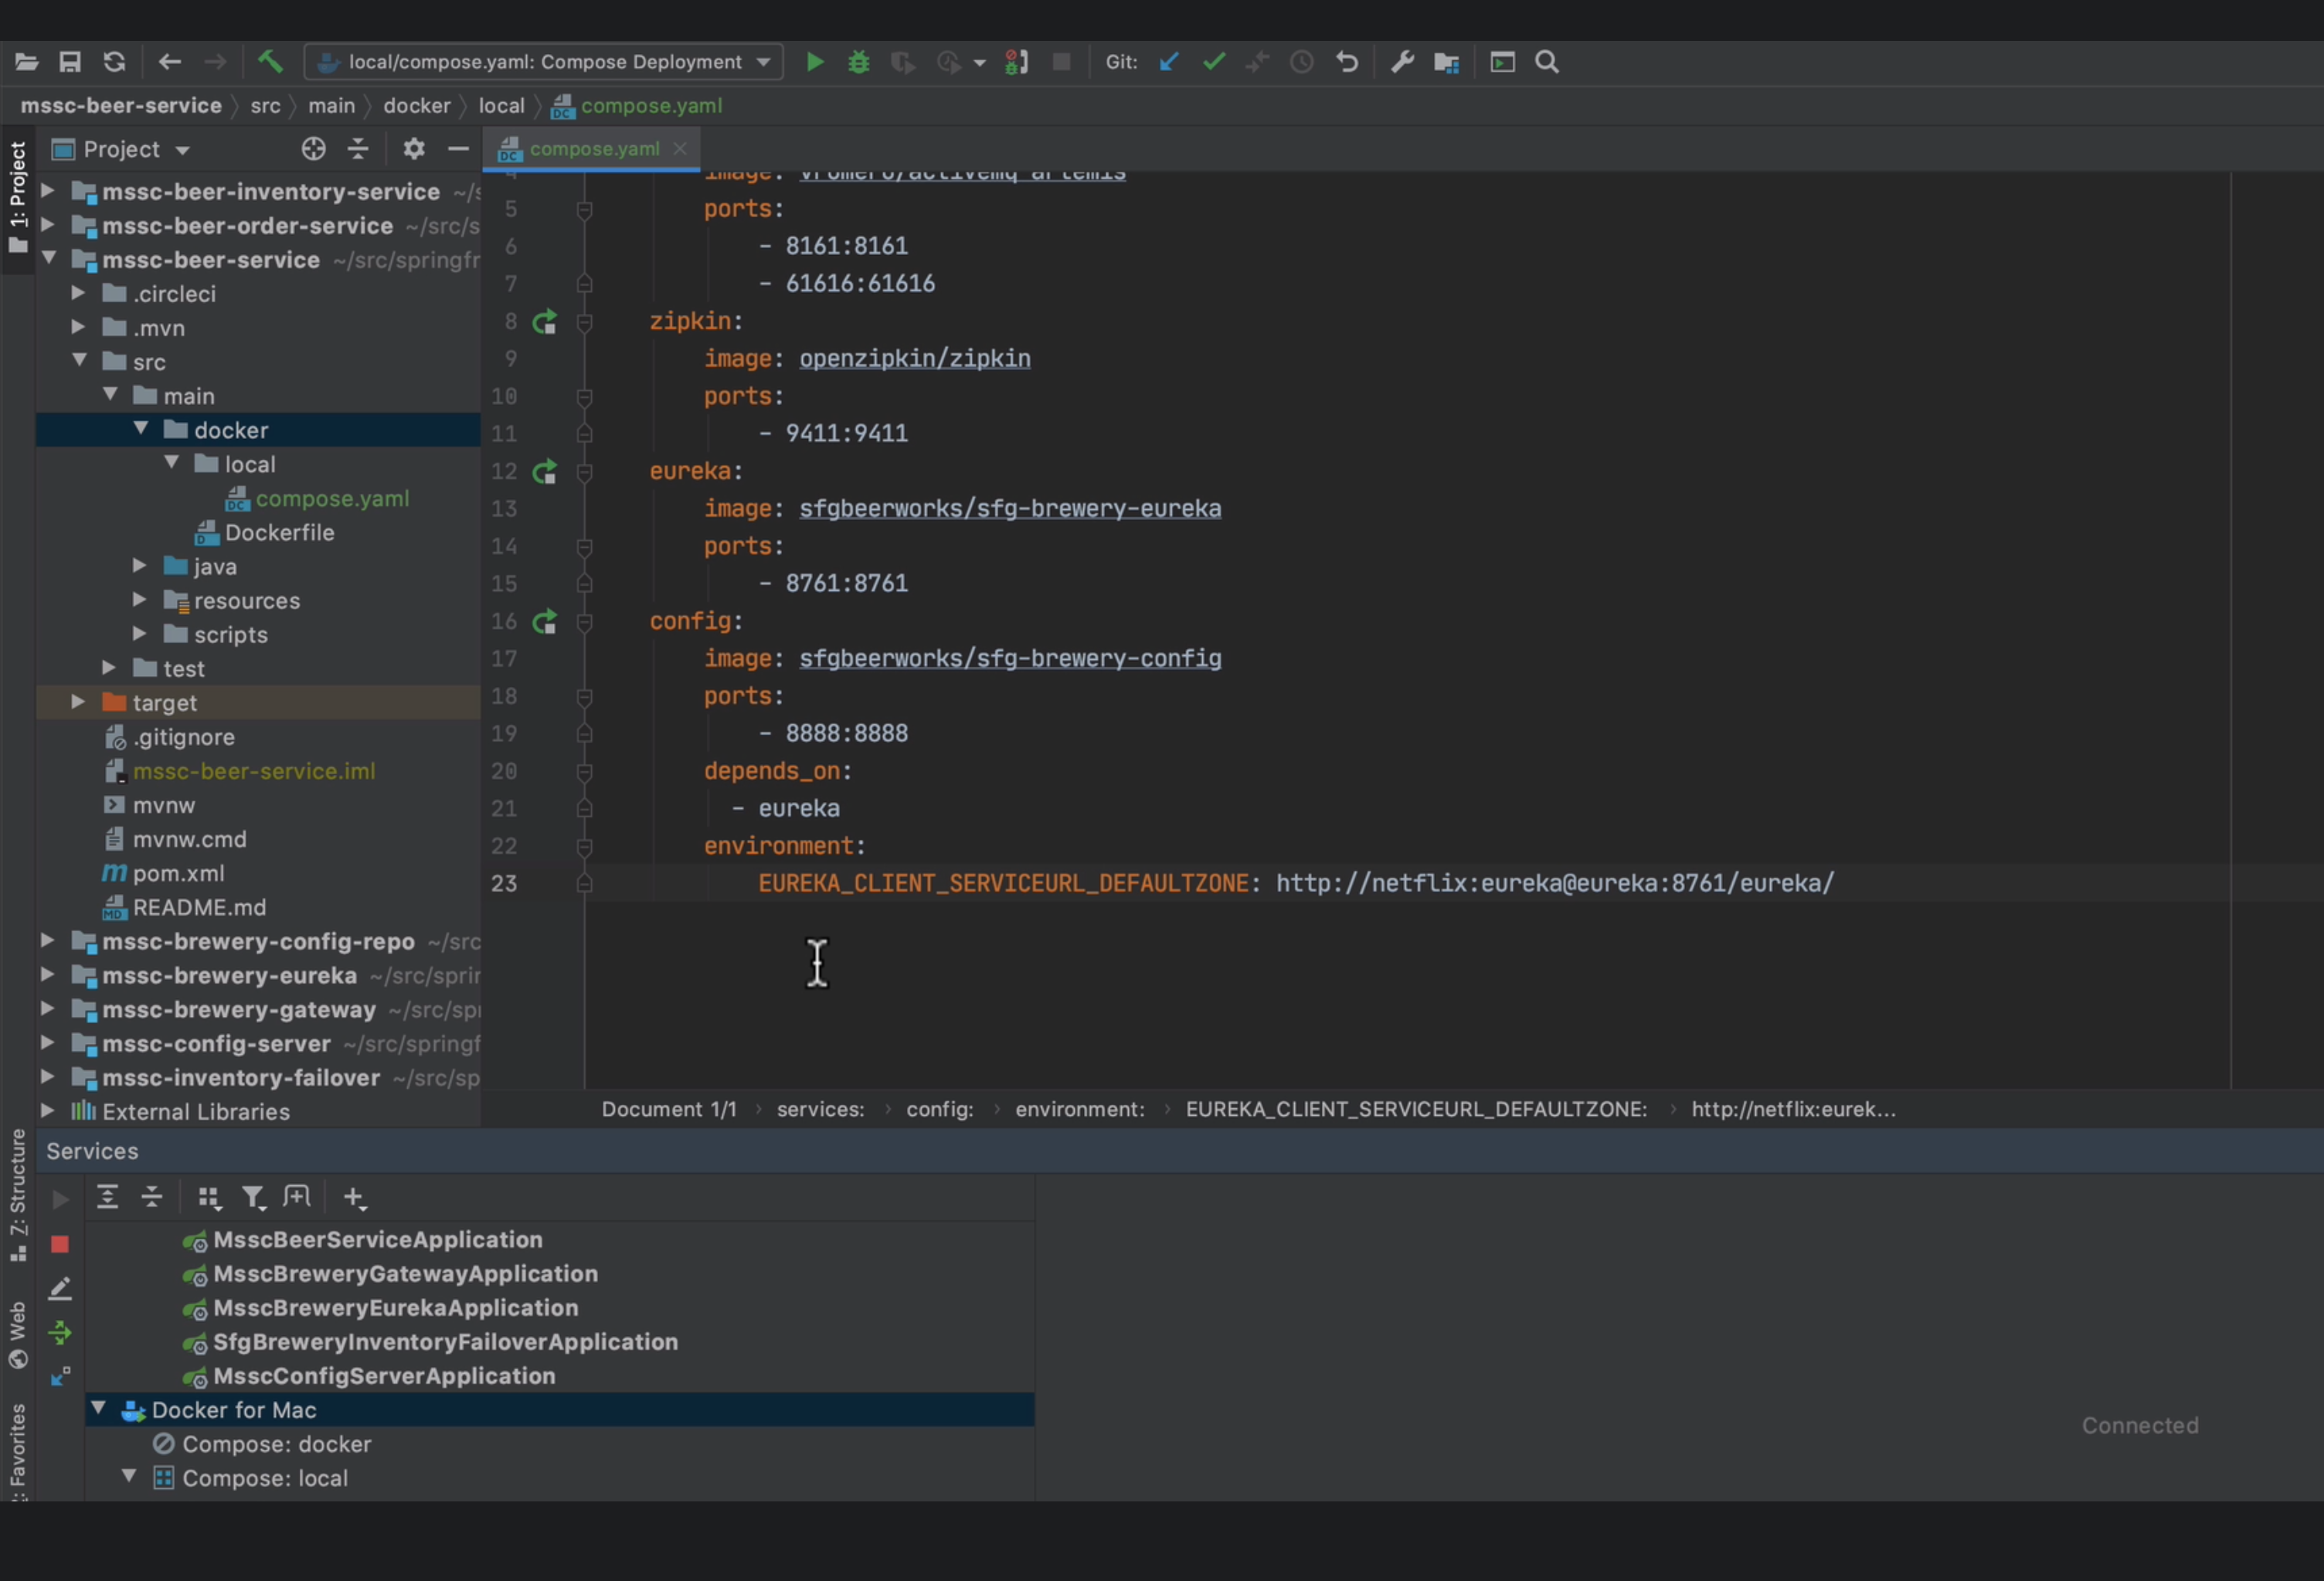 local/compose.yaml: Compose Deployment
Git:
mssc-beer-service
src
main
docker
local
compose.yaml
1: Project
Project
compose.yaml
mssc-beer-inventory-service ~/s
mssc-beer-order-service ~/src/s
mssc-beer-service ~/src/springfr
.circleci
.mvn
src
main
docker
local
compose.yaml
Dockerfile
java
resources
scripts
test
target
.gitignore
mssc-beer-service.iml
mvnw
mvnw.cmd
pom.xml
README.md
mssc-brewery-config-repo ~/src
mssc-brewery-eureka ~/src/sprin
mssc-brewery-gateway ~/src/spi
mssc-config-server ~/src/springf
mssc-inventory-failover ~/src/sp
External Libraries
4 image: vromero/activemq-artemis
5 ports:
6 - 8161:8161
7 - 61616:61616
8 zipkin:
9 image: openzipkin/zipkin
10 ports:
11 - 9411:9411
12 eureka:
13 image: sfgbeerworks/sfg-brewery-eureka
14 ports:
15 - 8761:8761
16 config:
17 image: sfgbeerworks/sfg-brewery-config
18 ports:
19 - 8888:8888
20 depends_on:
21 - eureka
22 environment:
23 EUREKA_CLIENT_SERVICEURL_DEFAULTZONE: http://netflix:eureka@eureka:8761/eureka/
Document 1/1 › services: › config: › environment: › EUREKA_CLIENT_SERVICEURL_DEFAULTZONE: › http://netflix:eurek...
Services
Z: Structure
Web
Favorites
MsscBeerServiceApplication
MsscBreweryGatewayApplication
MsscBreweryEurekaApplication
SfgBreweryInventoryFailoverApplication
MsscConfigServerApplication
Docker for Mac
Compose: docker
Compose: local
Connected